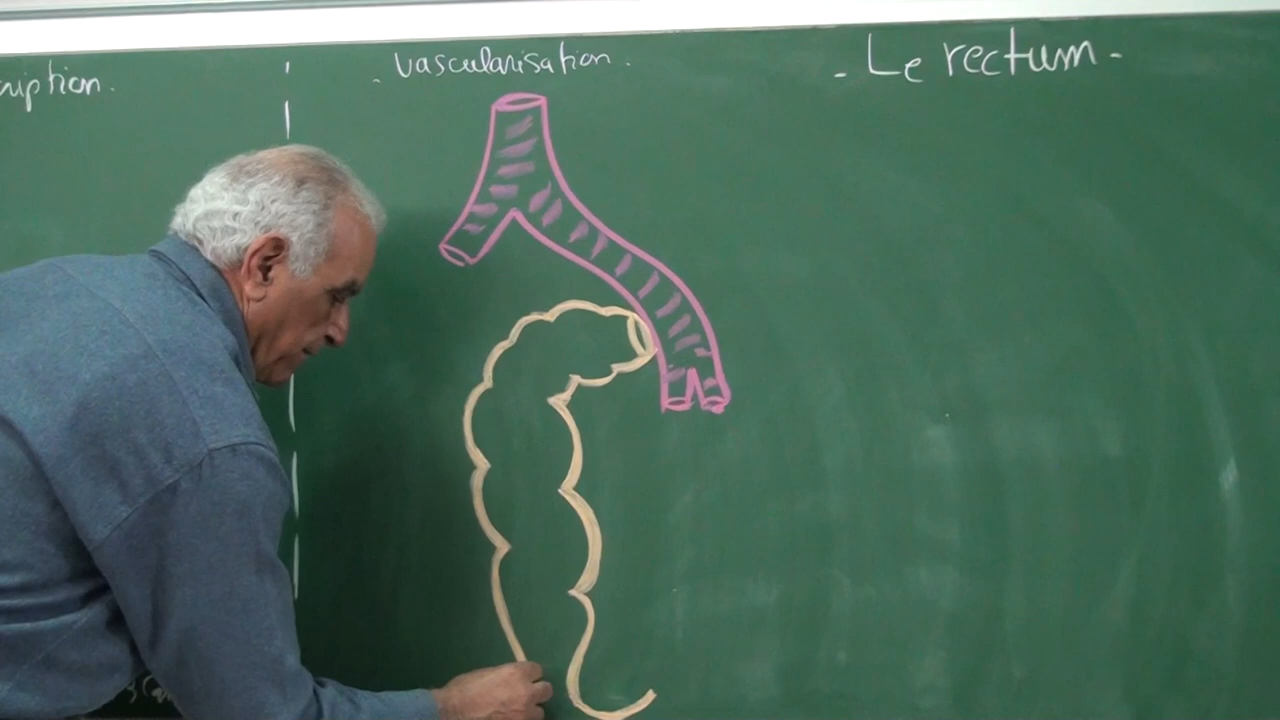 ription.
. vascularisation.
- Le rectum -